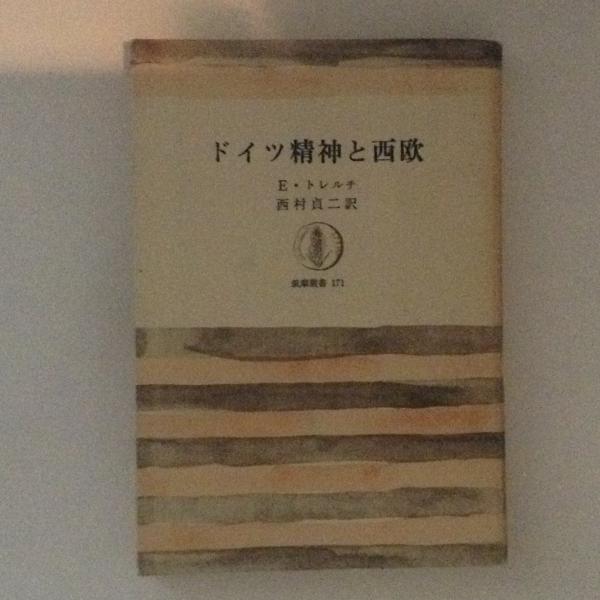 ドイツ精神と西欧
E・トレルチ
西村貞二訳
筑摩叢書 171